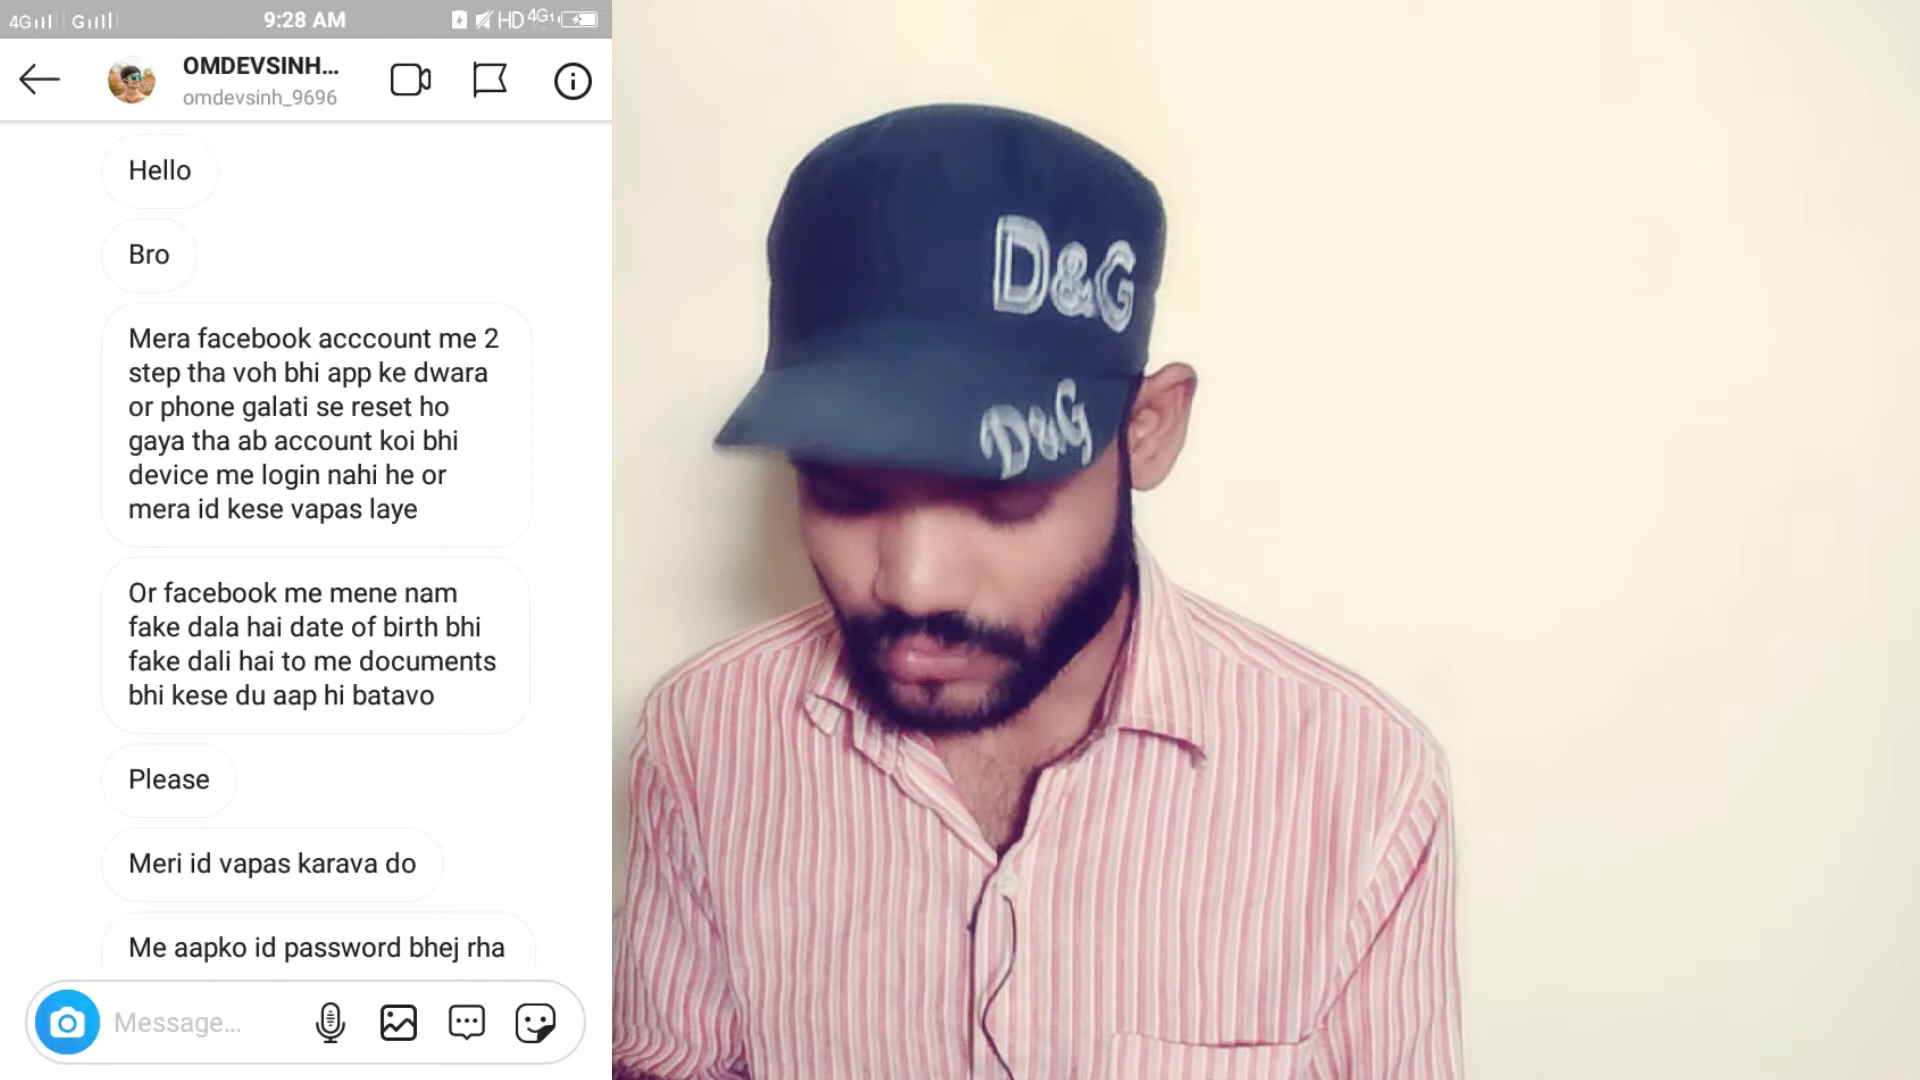 4G G 9:28 AM HD 4G
OMDEVSINH...
omdevsinh_9696
Hello
Bro
Mera facebook acccount me 2
step tha voh bhi app ke dwara
or phone galati se reset ho
gaya tha ab account koi bhi
device me login nahi he or
mera id kese vapas laye
Or facebook me mene nam
fake dala hai date of birth bhi
fake dali hai to me documents
bhi kese du aap hi batavo
Please
Meri id vapas karava do
Me aapko id password bhej rha
Message...
D&G
D&G